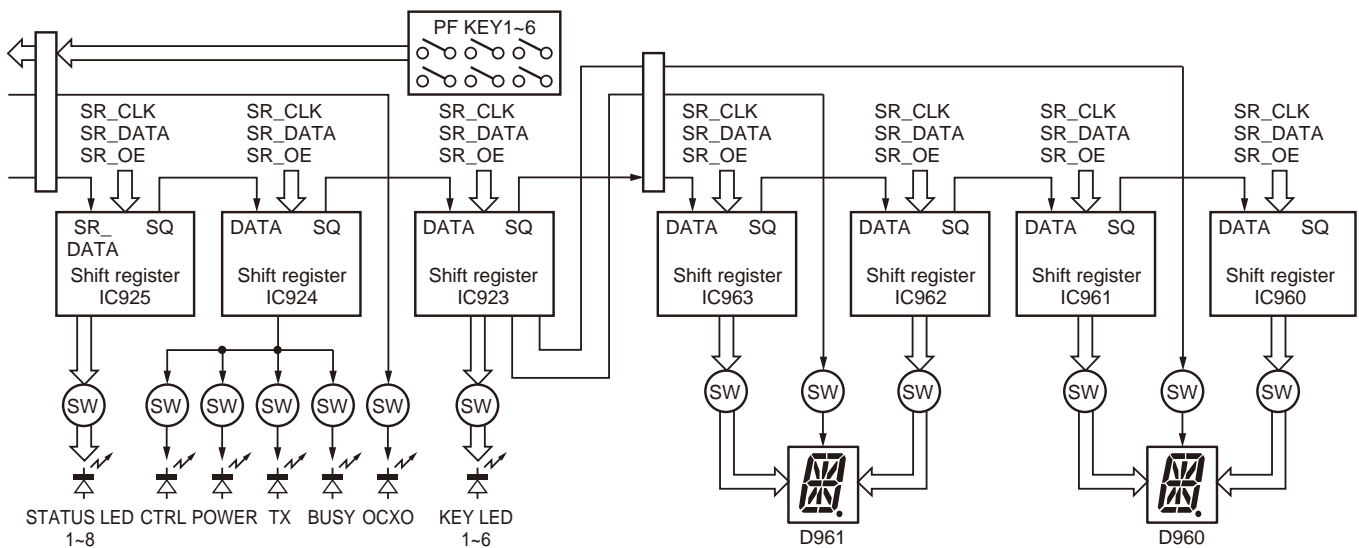 PF KEY1~6
SR_CLK
SR_DATA
SR_OE
SR_CLK
SR_DATA
SR_OE
SR_CLK
SR_DATA
SR_OE
SR_CLK
SR_DATA
SR_OE
SR_CLK
SR_DATA
SR_OE
SR_CLK
SR_DATA
SR_OE
SR_CLK
SR_DATA
SR_OE
SR_
DATA
SQ
Shift register
IC925
DATA SQ
Shift register
IC924
DATA SQ
Shift register
IC923
DATA SQ
Shift register
IC963
DATA SQ
Shift register
IC962
DATA SQ
Shift register
IC961
DATA SQ
Shift register
IC960
SW
SW
SW
SW
SW
SW
SW
SW
SW
SW
SW
SW
SW
STATUS LED
1~8
CTRL
POWER
TX
BUSY
OCXO
KEY LED
1~6
D961
D960